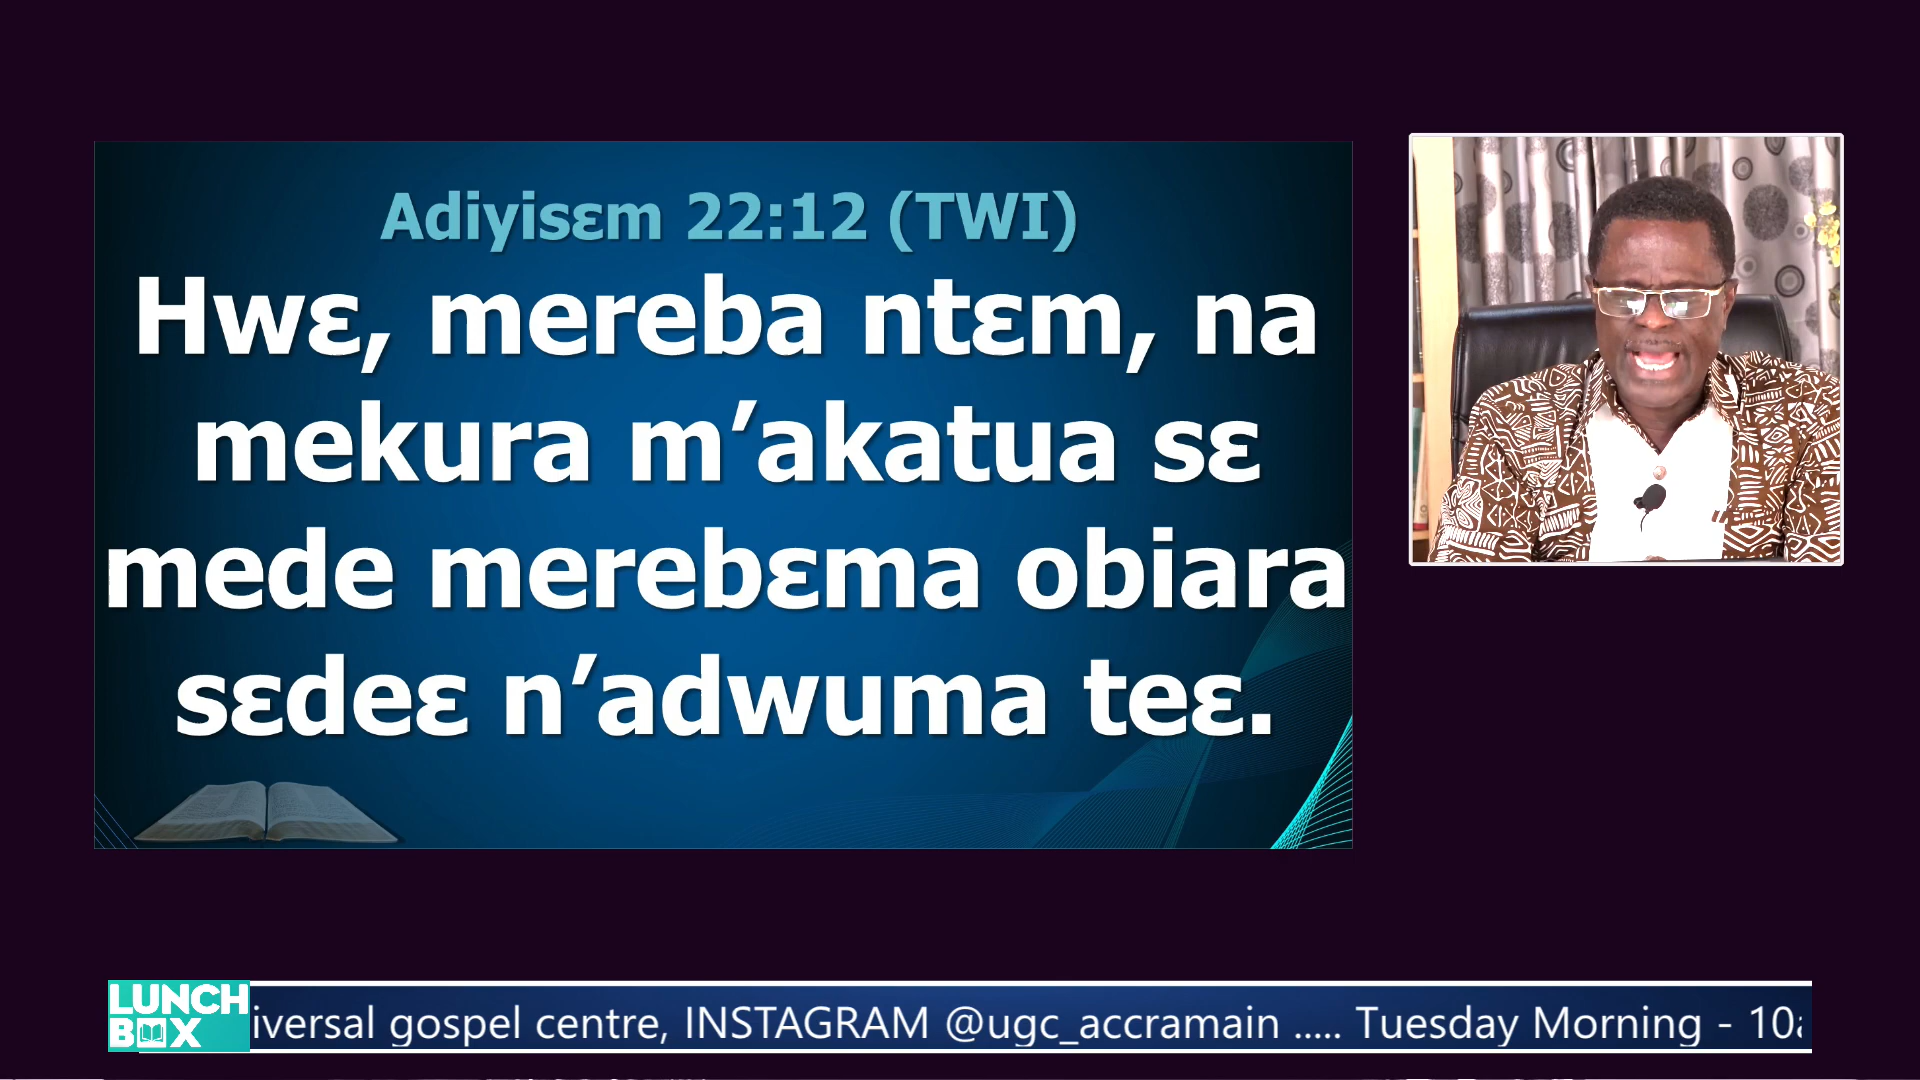 Adiyisɛm 22:12 (TWI)
Hwɛ, mereba ntɛm, na
mekura m’akatua sɛ
mede merebɛma obiara
sɛdeɛ n’adwuma teɛ.
LUNCH
BOX
iversal gospel centre, INSTAGRAM @ugc_accramain ..... Tuesday Morning - 10a